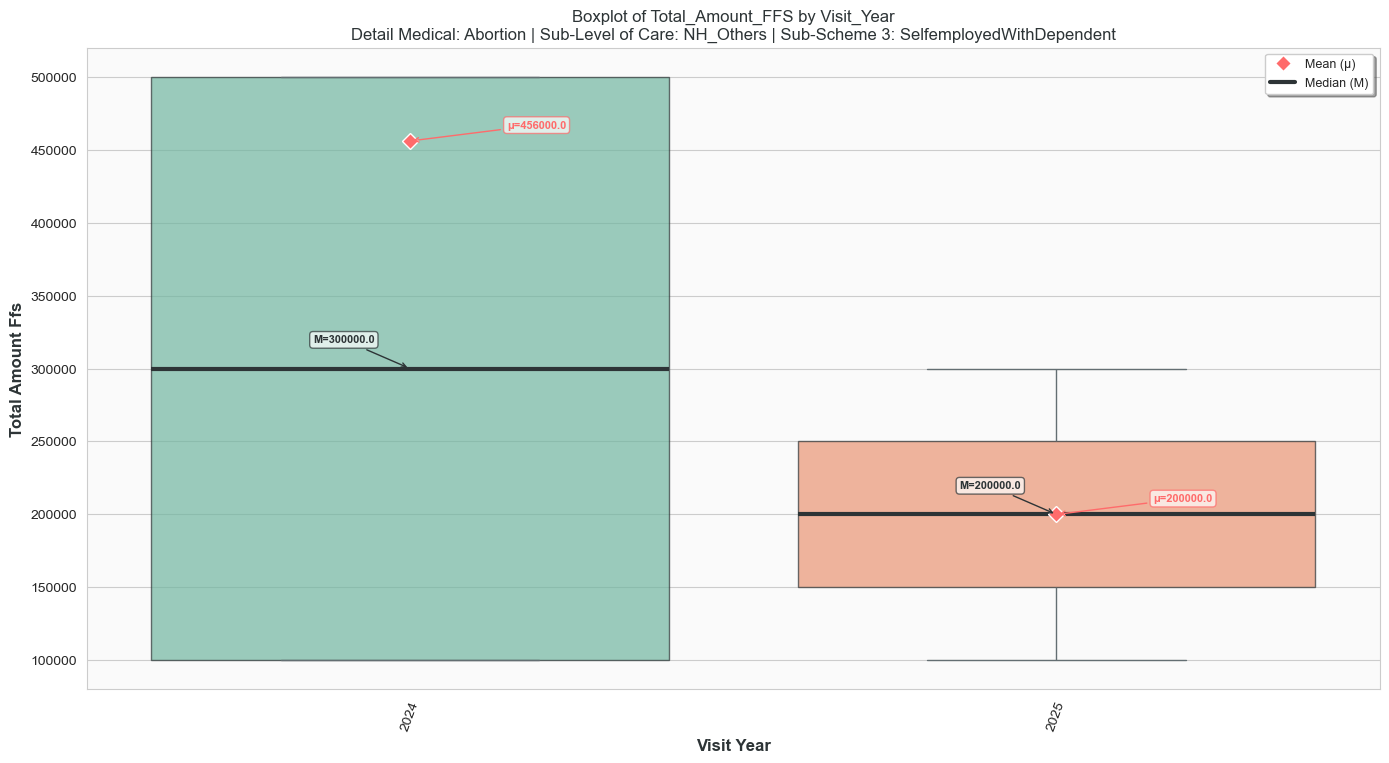 Boxplot of Total_Amount_FFS by Visit_Year
Detail Medical: Abortion | Sub-Level of Care: NH_Others | Sub-Scheme 3: SelfemployedWithDependent
Mean (μ)
Median (M)
Total Amount Ffs
500000
450000
400000
350000
300000
250000
200000
150000
100000
μ=456000.0
M=300000.0
M=200000.0
μ=200000.0
2024
2025
Visit Year